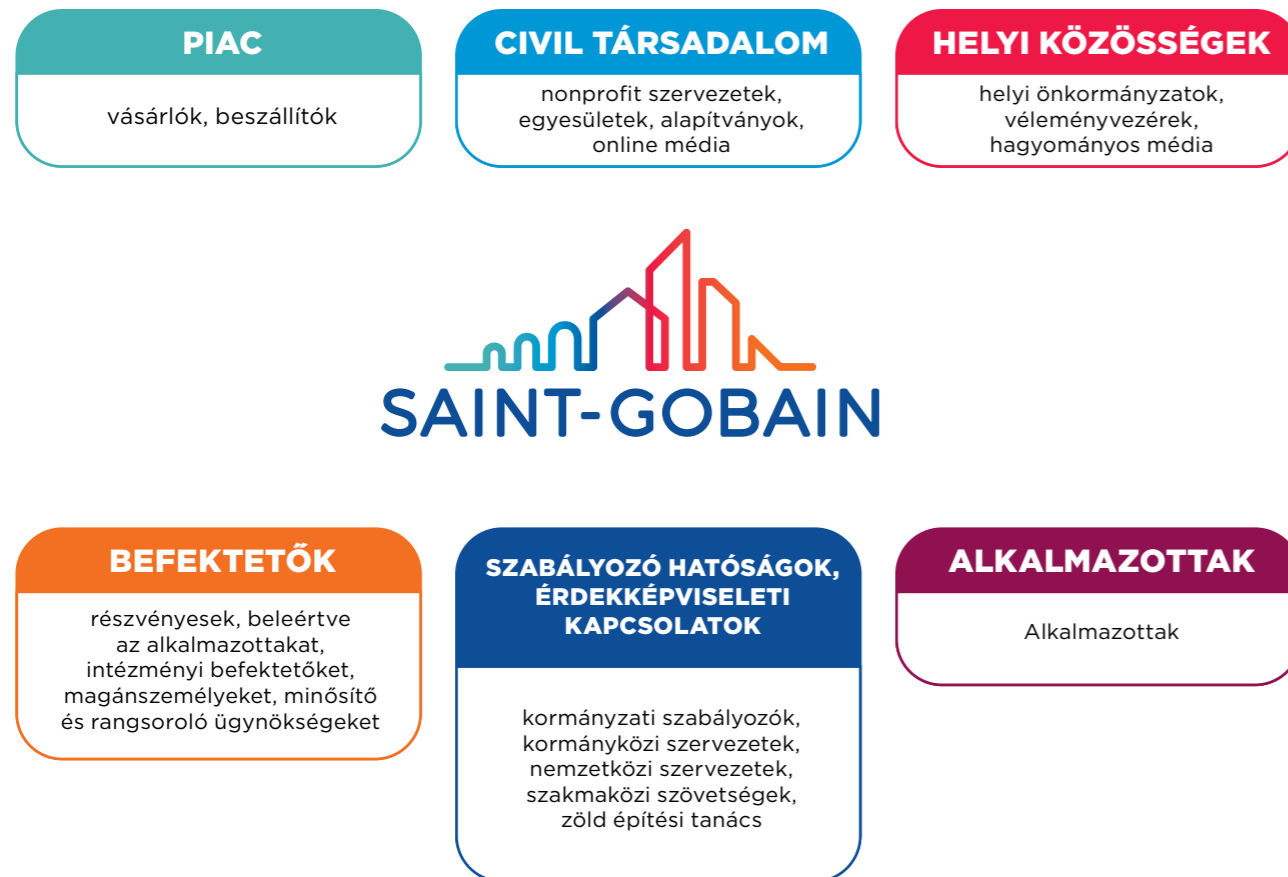 PIAC
vásárlók, beszállítók
CIVIL TÁRSADALOM
nonprofit szervezetek,
egyesületek, alapítványok,
online média
HELYI KÖZÖSSÉGEK
helyi önkormányzatok,
véleményvezérek,
hagyományos média
SAINT-GOBAIN
BEFEKTETŐK
részvényesek, beleértve
az alkalmazottakat,
intézményi befektetőket,
magánszemélyeket, minősítő
és rangsoroló ügynökségeket
SZABÁLYOZÓ HATÓSÁGOK,
ÉRDEKKÉPVISELETI
KAPCSOLATOK
kormányzati szabályozók,
kormányközi szervezetek,
nemzetközi szervezetek,
szakmaközi szövetségek,
zöld építési tanács
ALKALMAZOTTAK
Alkalmazottak